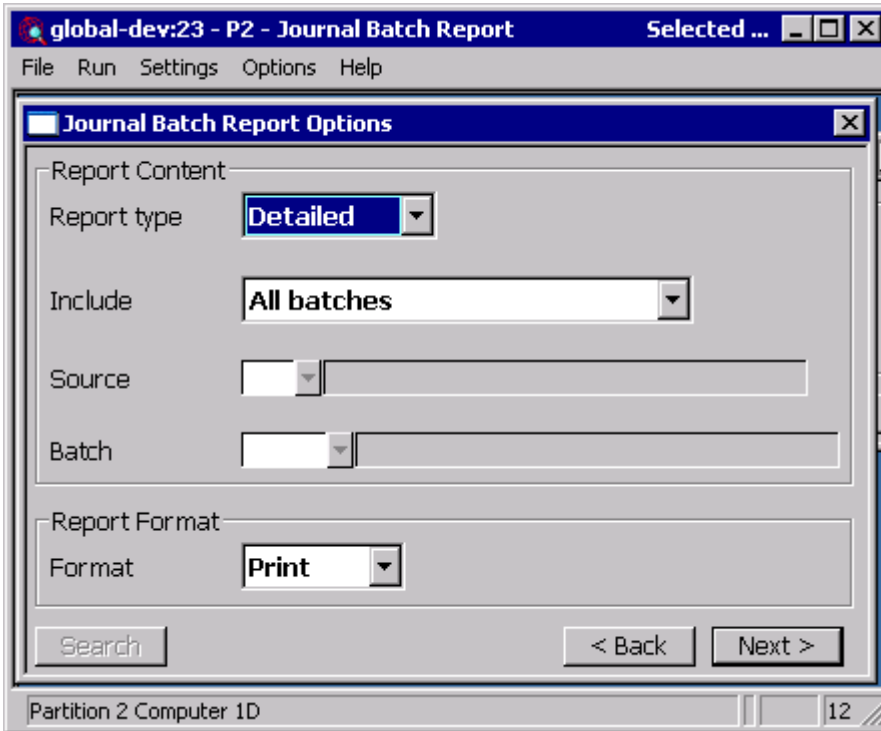 global-dev:23 - P2 - Journal Batch Report Selected ...
File Run Settings Options Help
Journal Batch Report Options
Report Content
Report type Detailed
Include All batches
Source
Batch
Report Format
Format Print
Search < Back Next >
Partition 2 Computer 1D 12